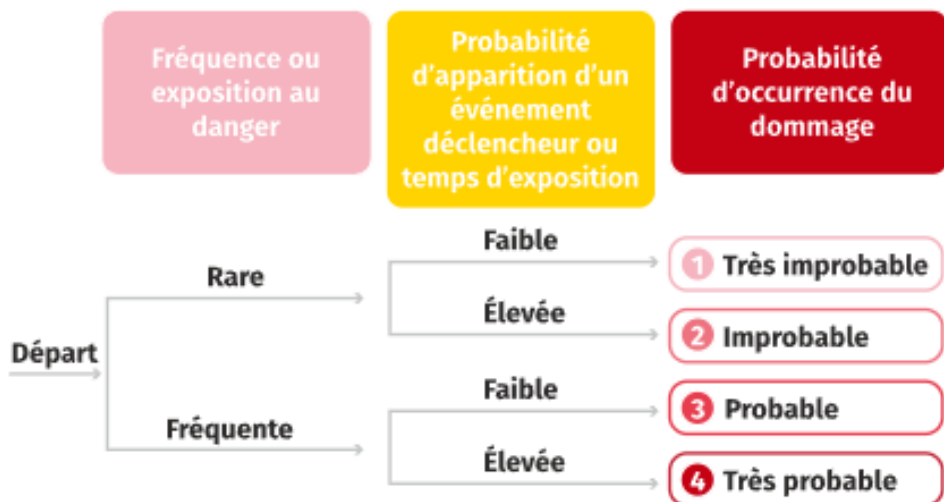 Fréquence ou
exposition au
danger
Probabilité
d'apparition d'un
événement
déclencheur ou
temps d'exposition
Probabilité
d'occurrence du
dommage
Départ
Rare
Faible
1 Très improbable
Élevée
2 Improbable
Fréquente
Faible
3 Probable
Élevée
4 Très probable